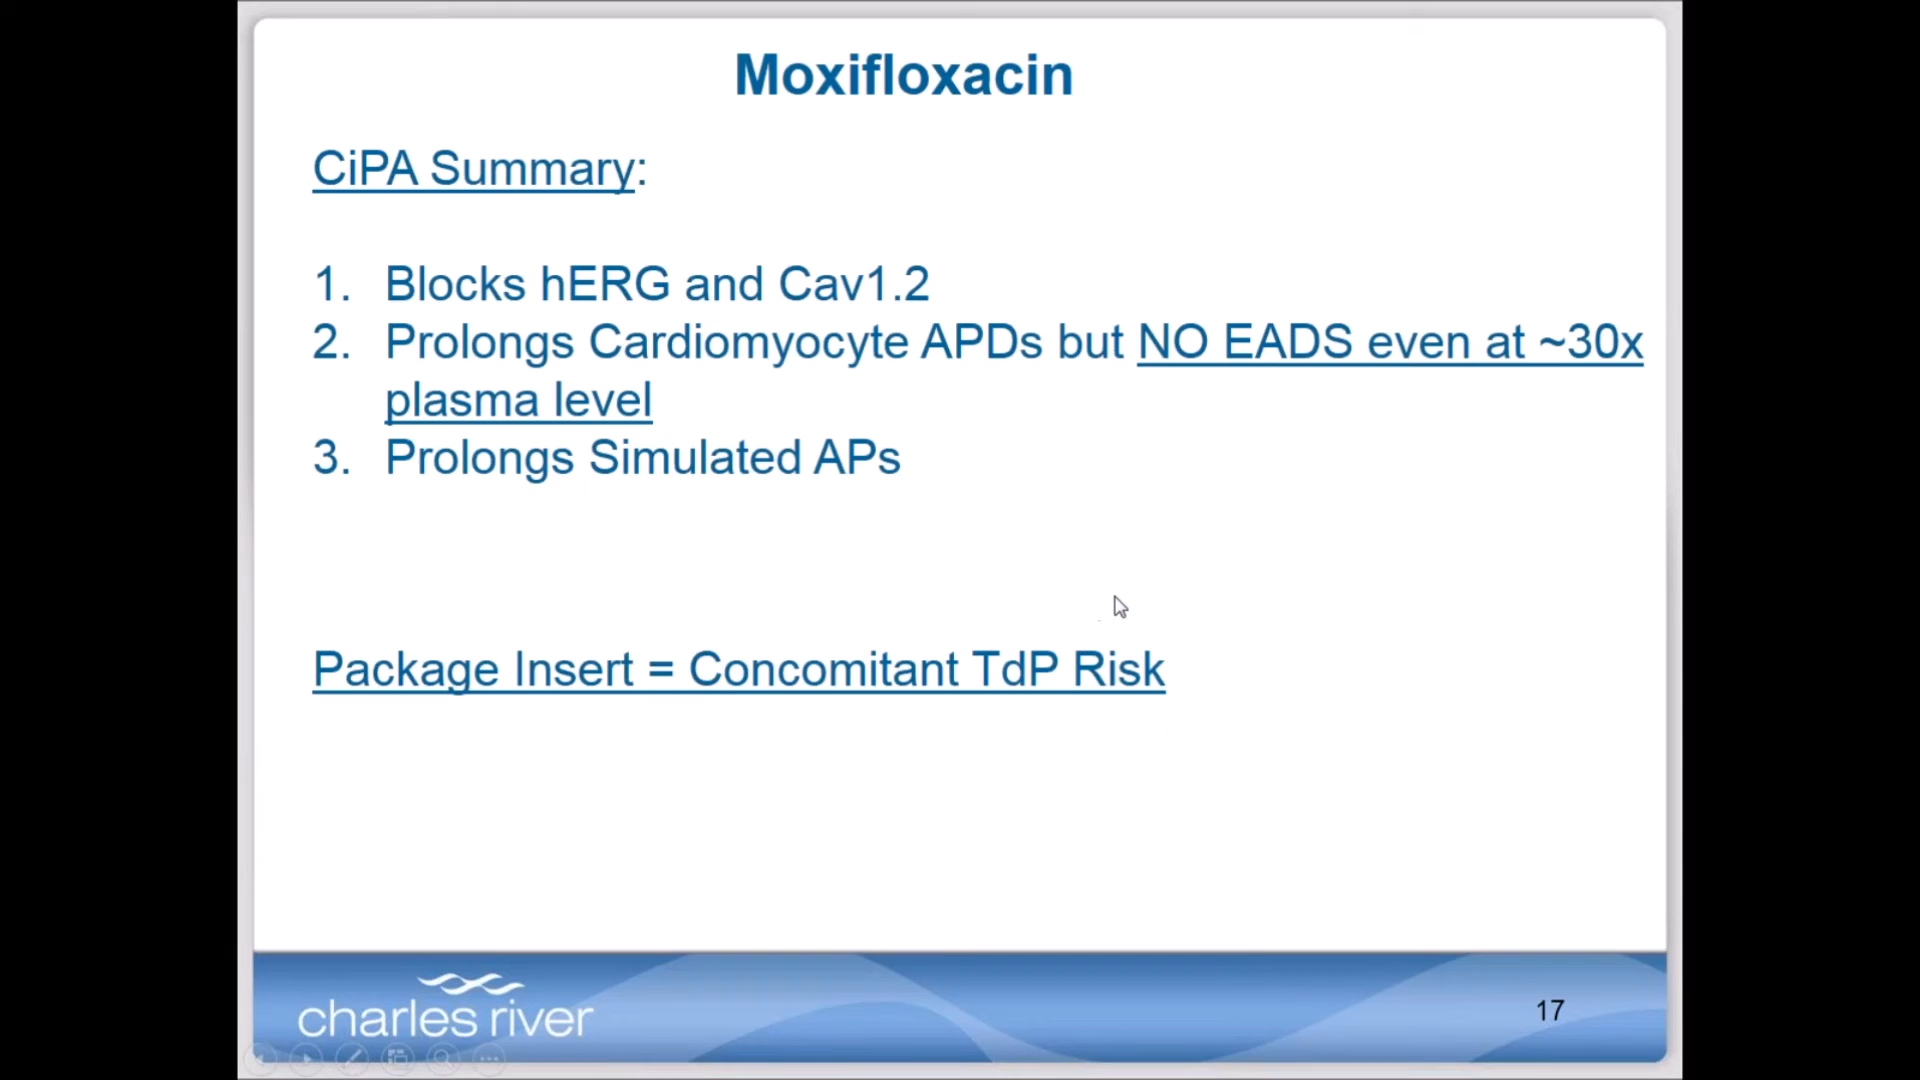 Moxifloxacin
CiPA Summary:
1. Blocks hERG and Cav1.2
2. Prolongs Cardiomyocyte APDs but NO EADS even at ~30x
plasma level
3. Prolongs Simulated APs
Package Insert = Concomitant TdP Risk
charles river
17